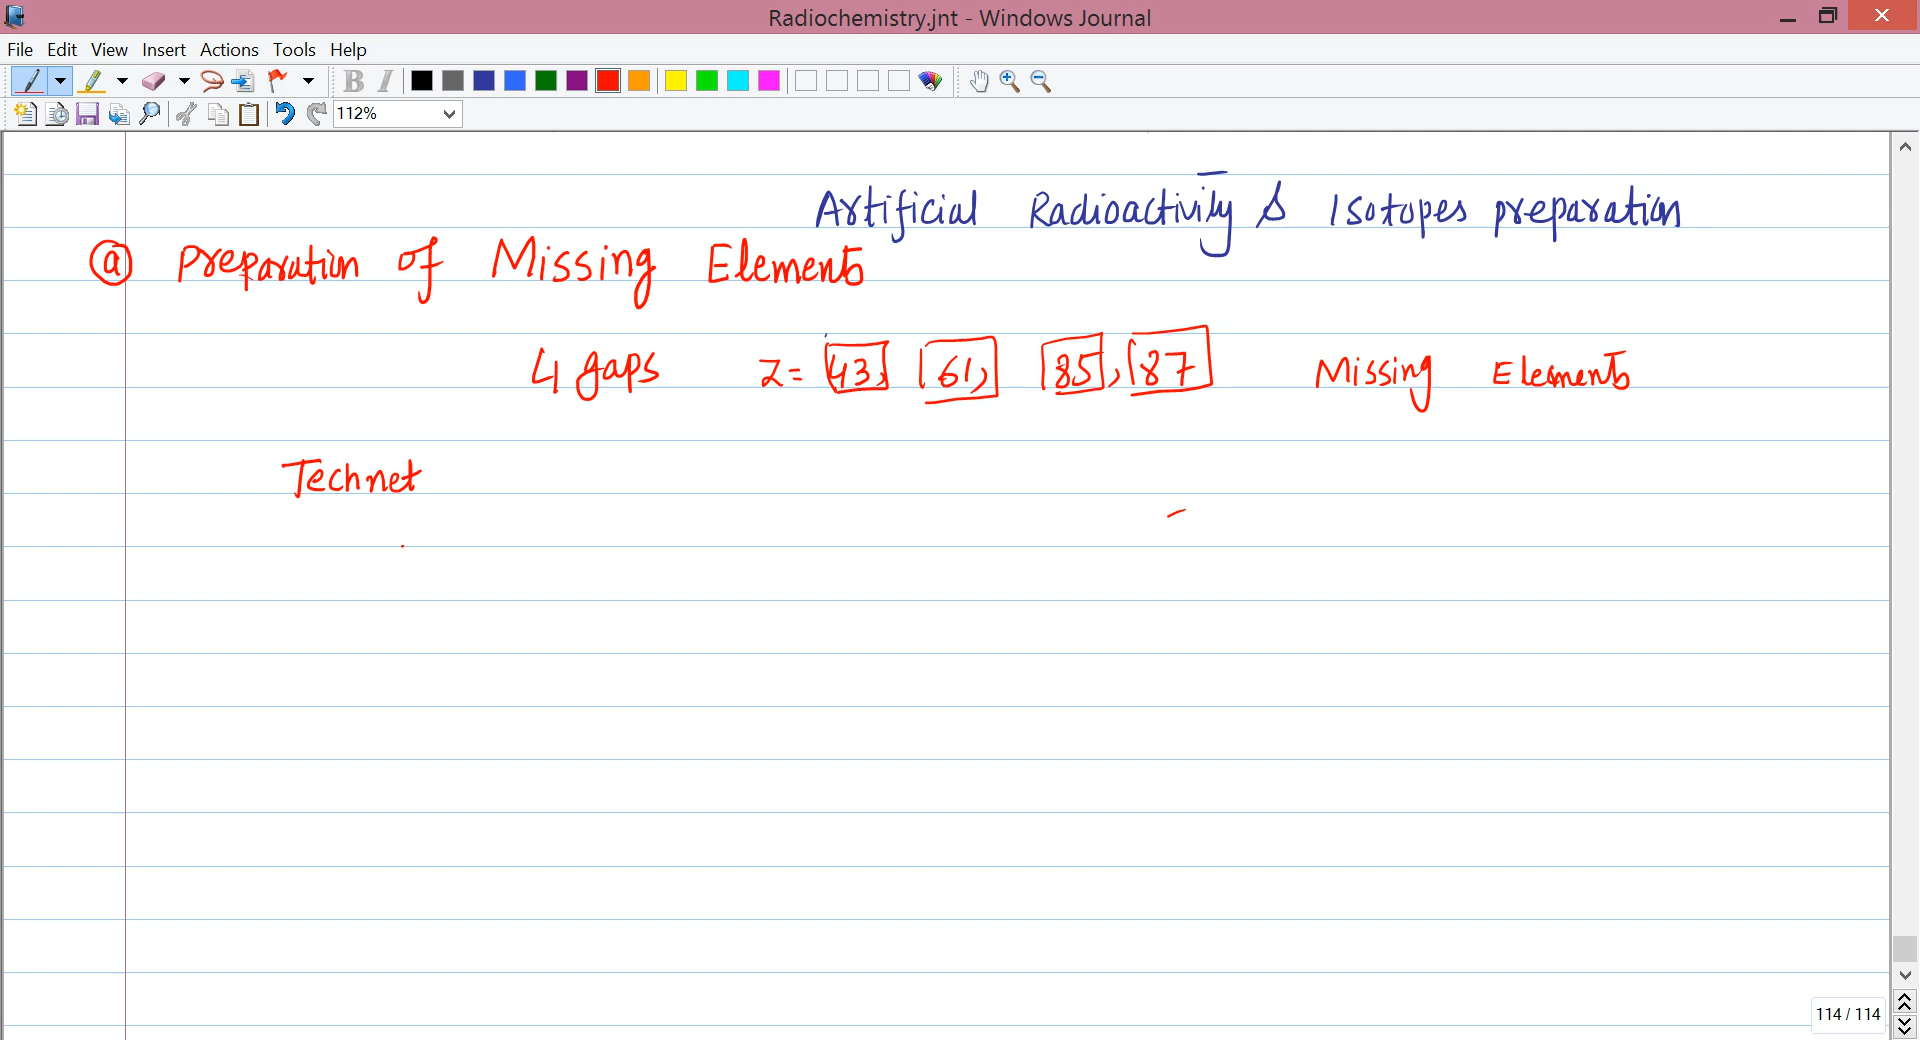 Radiochemistry.jnt - Windows Journal
File Edit View Insert Actions Tools Help
B I
112%
Artificial Radioactivity & Isotopes preparation
(a) Preparation of Missing Elements
4 gaps Z = 43, 61, 85, 87 Missing Elements
Technet
114 / 114